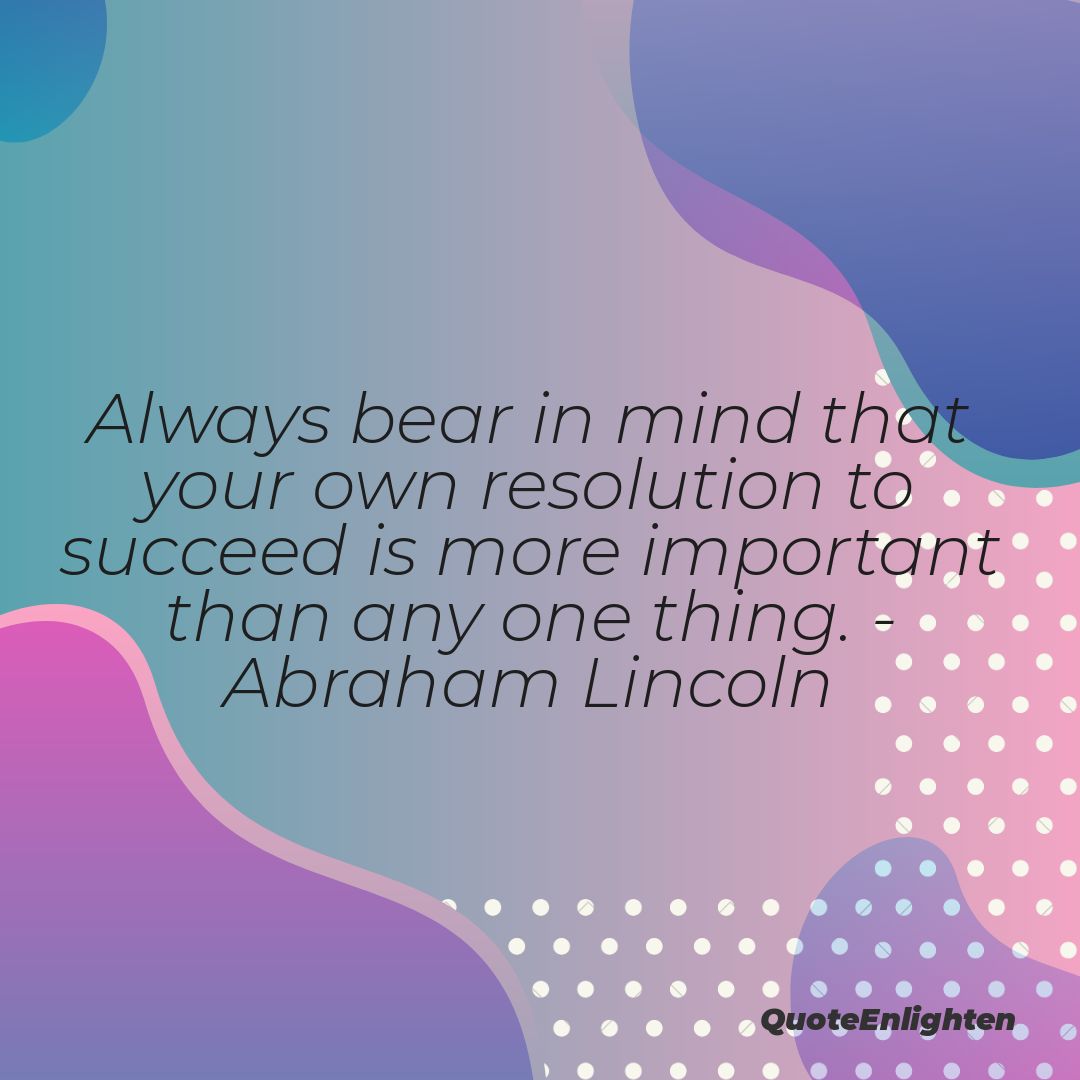 Always bear in mind that
your own resolution to
succeed is more important
than any one thing. -
Abraham Lincoln
QuoteEnlighten